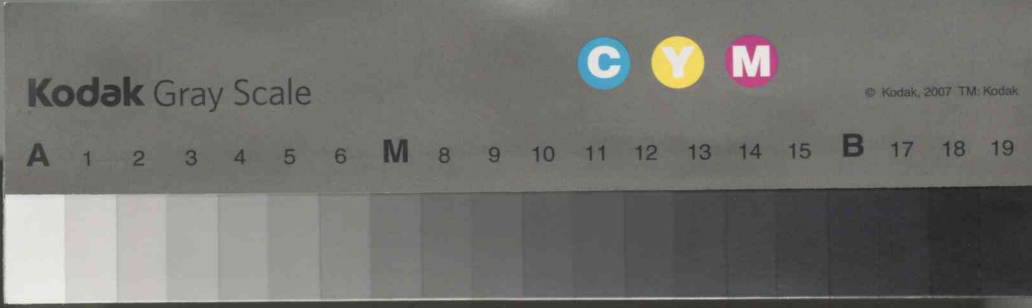 C Y M
Kodak Gray Scale
© Kodak, 2007 TM: Kodak
A 1 2 3 4 5 6 M 8 9 10 11 12 13 14 15 B 17 18 19